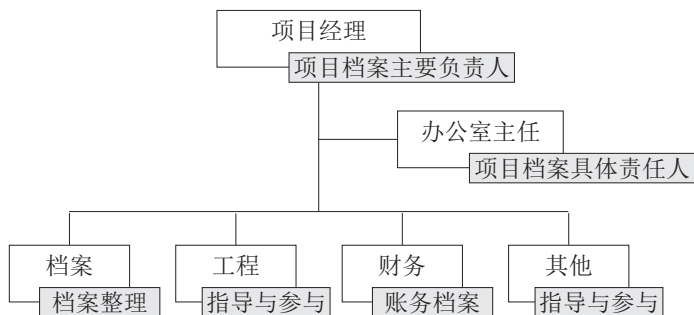 项目经理
项目档案主要负责人
办公室主任
项目档案具体责任人
档案
工程
财务
其他
档案整理
指导与参与
账务档案
指导与参与